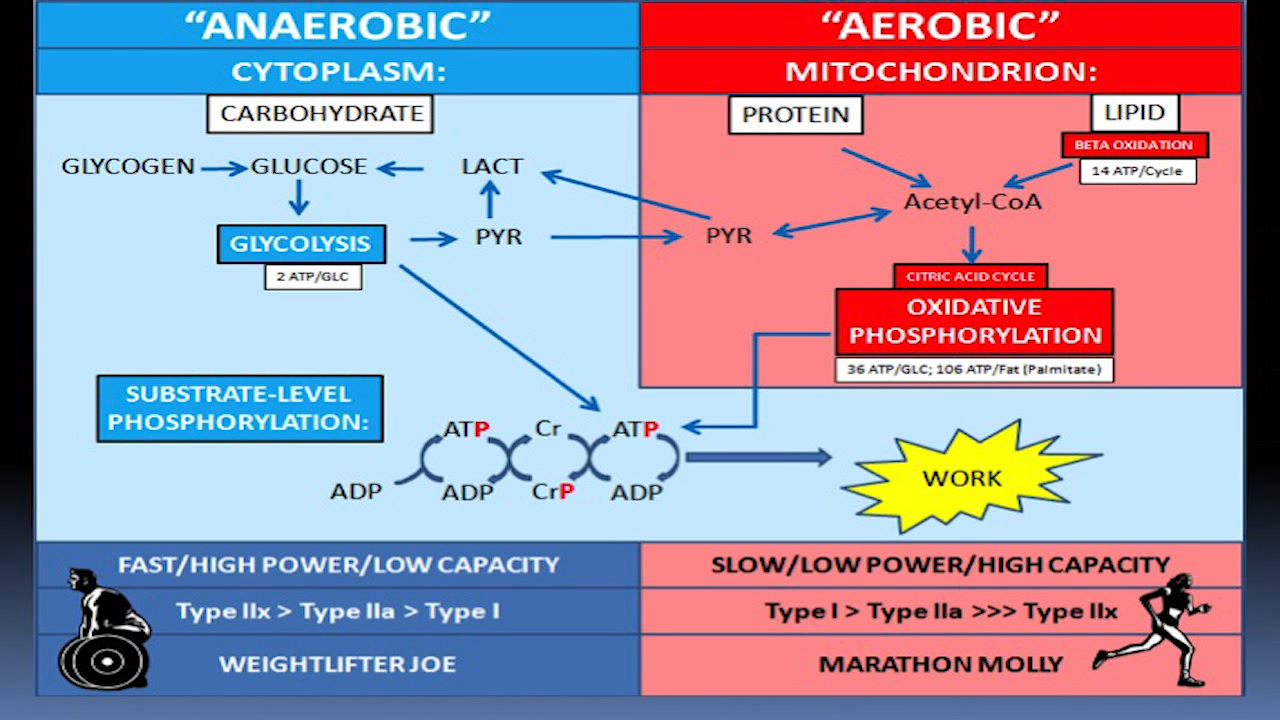 “ANAEROBIC”
“AEROBIC”
CYTOPLASM:
MITOCHONDRION:
CARBOHYDRATE
PROTEIN
LIPID
BETA OXIDATION
14 ATP/Cycle
GLYCOGEN
GLUCOSE
LACT
Acetyl-CoA
GLYCOLYSIS
2 ATP/GLC
PYR
PYR
CITRIC ACID CYCLE
OXIDATIVE
PHOSPHORYLATION
36 ATP/GLC; 106 ATP/Fat (Palmitate)
SUBSTRATE-LEVEL
PHOSPHORYLATION:
ATP
Cr
ATP
ADP
ADP
CrP
ADP
WORK
FAST/HIGH POWER/LOW CAPACITY
SLOW/LOW POWER/HIGH CAPACITY
Type IIx > Type IIa > Type I
Type I > Type IIa >>> Type IIx
WEIGHTLIFTER JOE
MARATHON MOLLY